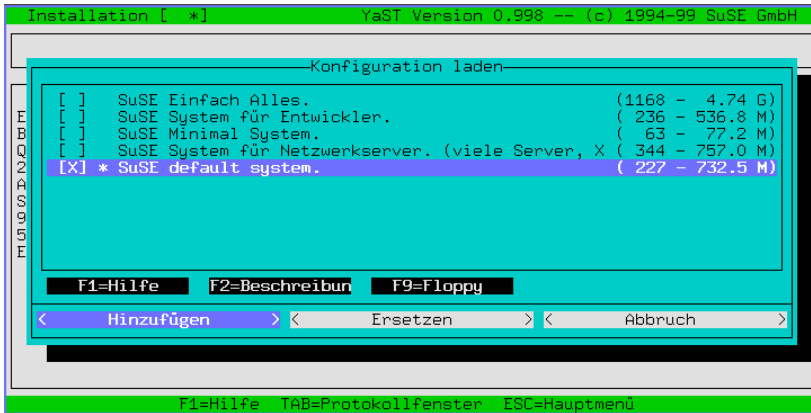 Installation [  *]                    YaST Version 0.998 -- (c) 1994-99 SuSE GmbH
Konfiguration laden
[ ]   SuSE Einfach Alles.                                  (1168 -  4.74 G)
[ ]   SuSE System für Entwickler.                          ( 236 - 536.8 M)
[ ]   SuSE Minimal System.                                 (  63 -  77.2 M)
[ ]   SuSE System für Netzwerkserver. (viele Server, X ( 344 - 757.0 M)
[X] * SuSE default system.                                 ( 227 - 732.5 M)
E
B
Q
2
A
S
9
5
E
F1=Hilfe    F2=Beschreibun    F9=Floppy
<      Hinzufügen      > <      Ersetzen      > <      Abbruch      >
F1=Hilfe  TAB=Protokollfenster  ESC=Hauptmenü